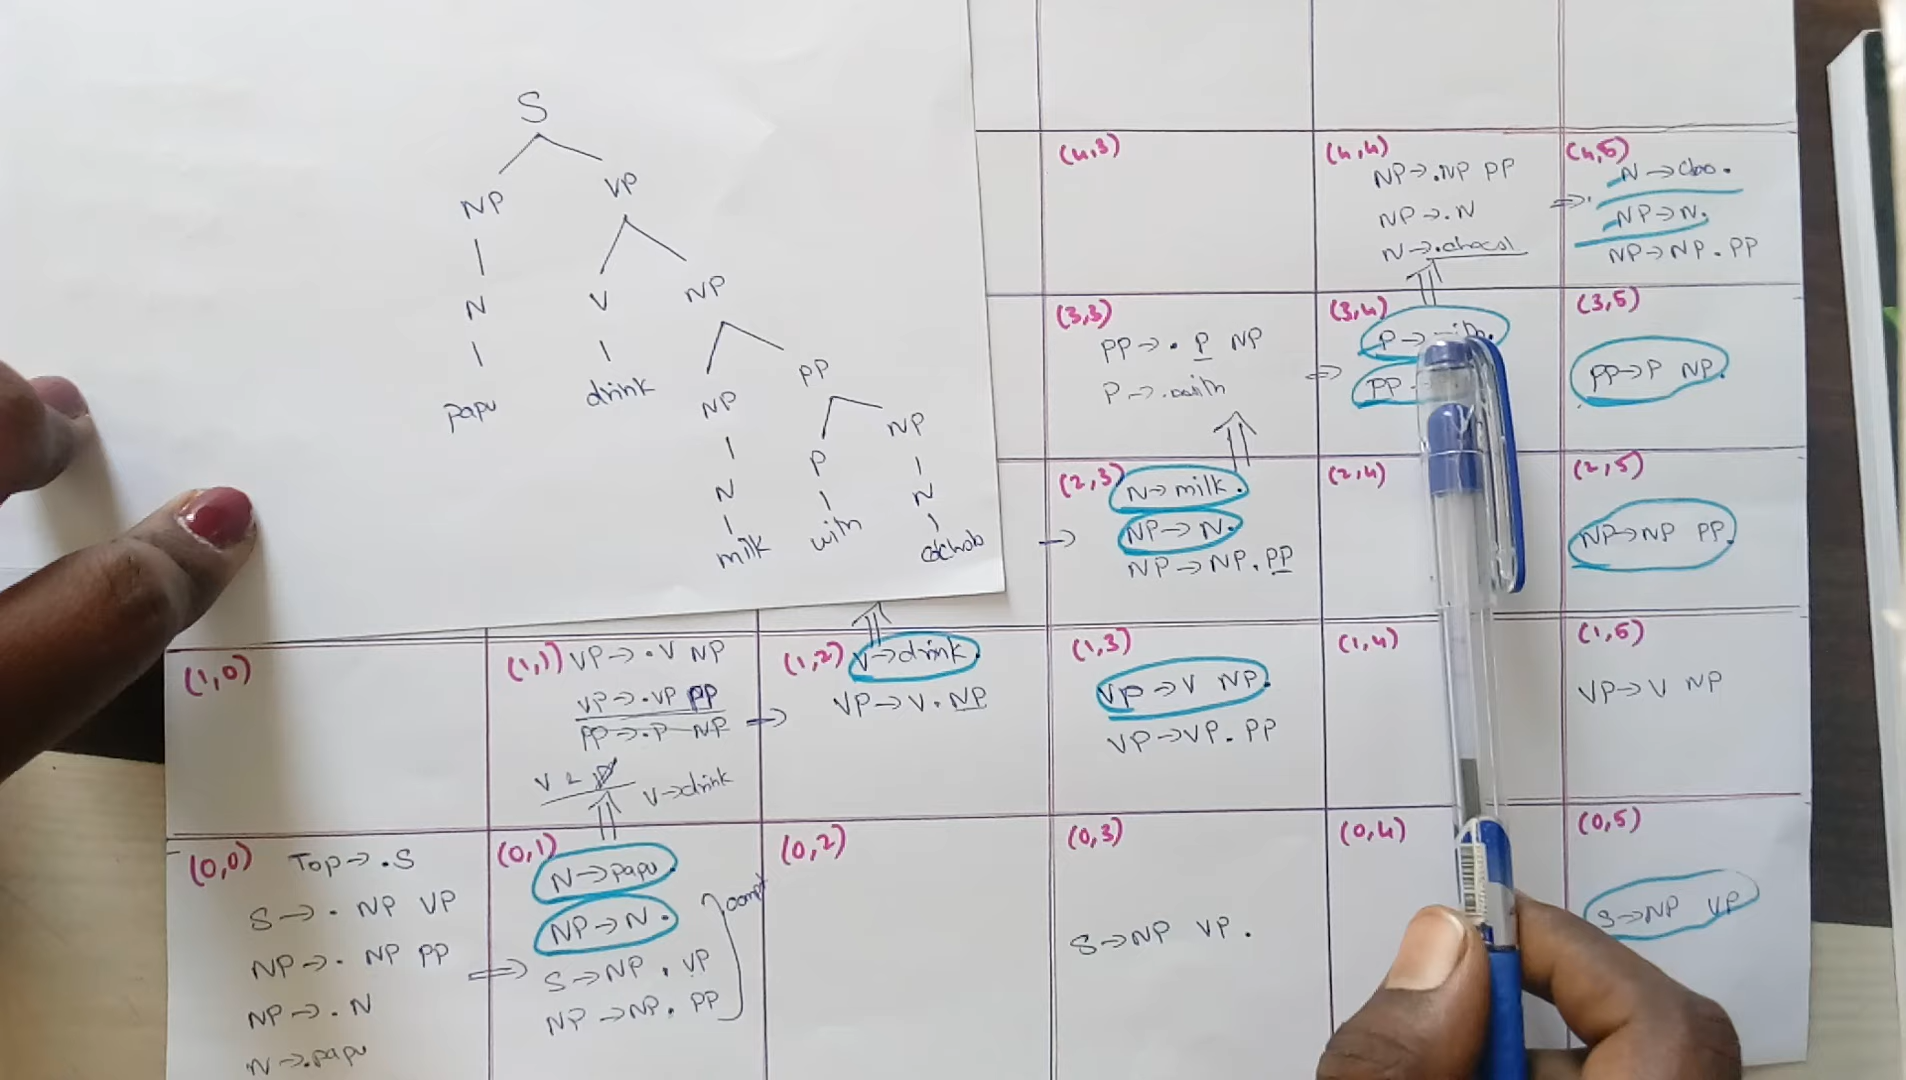 S
NP VP
N V NP
papu drink NP PP
N P NP
milk with N
(4,3)
(4,4)
NP→.NP PP
NP→.N
N→.chocol
(4,5)
N→Cho.
NP→N.
NP→NP.PP
(3,3)
PP→.P NP
P→.with
(3,4)
P→
PP
(3,5)
PP→P NP.
(2,3)
N→milk.
NP→N.
NP→NP.PP
(2,4)
(2,5)
NP→NP PP.
(1,0)
(1,1) VP→.V NP
VP→.VP PP
PP→.P NP
V→drink
(1,2) V→drink.
VP→V.NP
(1,3)
VP→V NP.
VP→VP.PP
(1,4)
(1,5)
VP→V NP
(0,0) Top→.S
S→.NP VP
NP→.NP PP
NP→.N
N→.papu
(0,1)
N→papu.
NP→N.
S→NP.VP
NP→NP.PP
(0,2)
(0,3)
S→NP VP.
(0,4)
(0,5)
S→NP VP